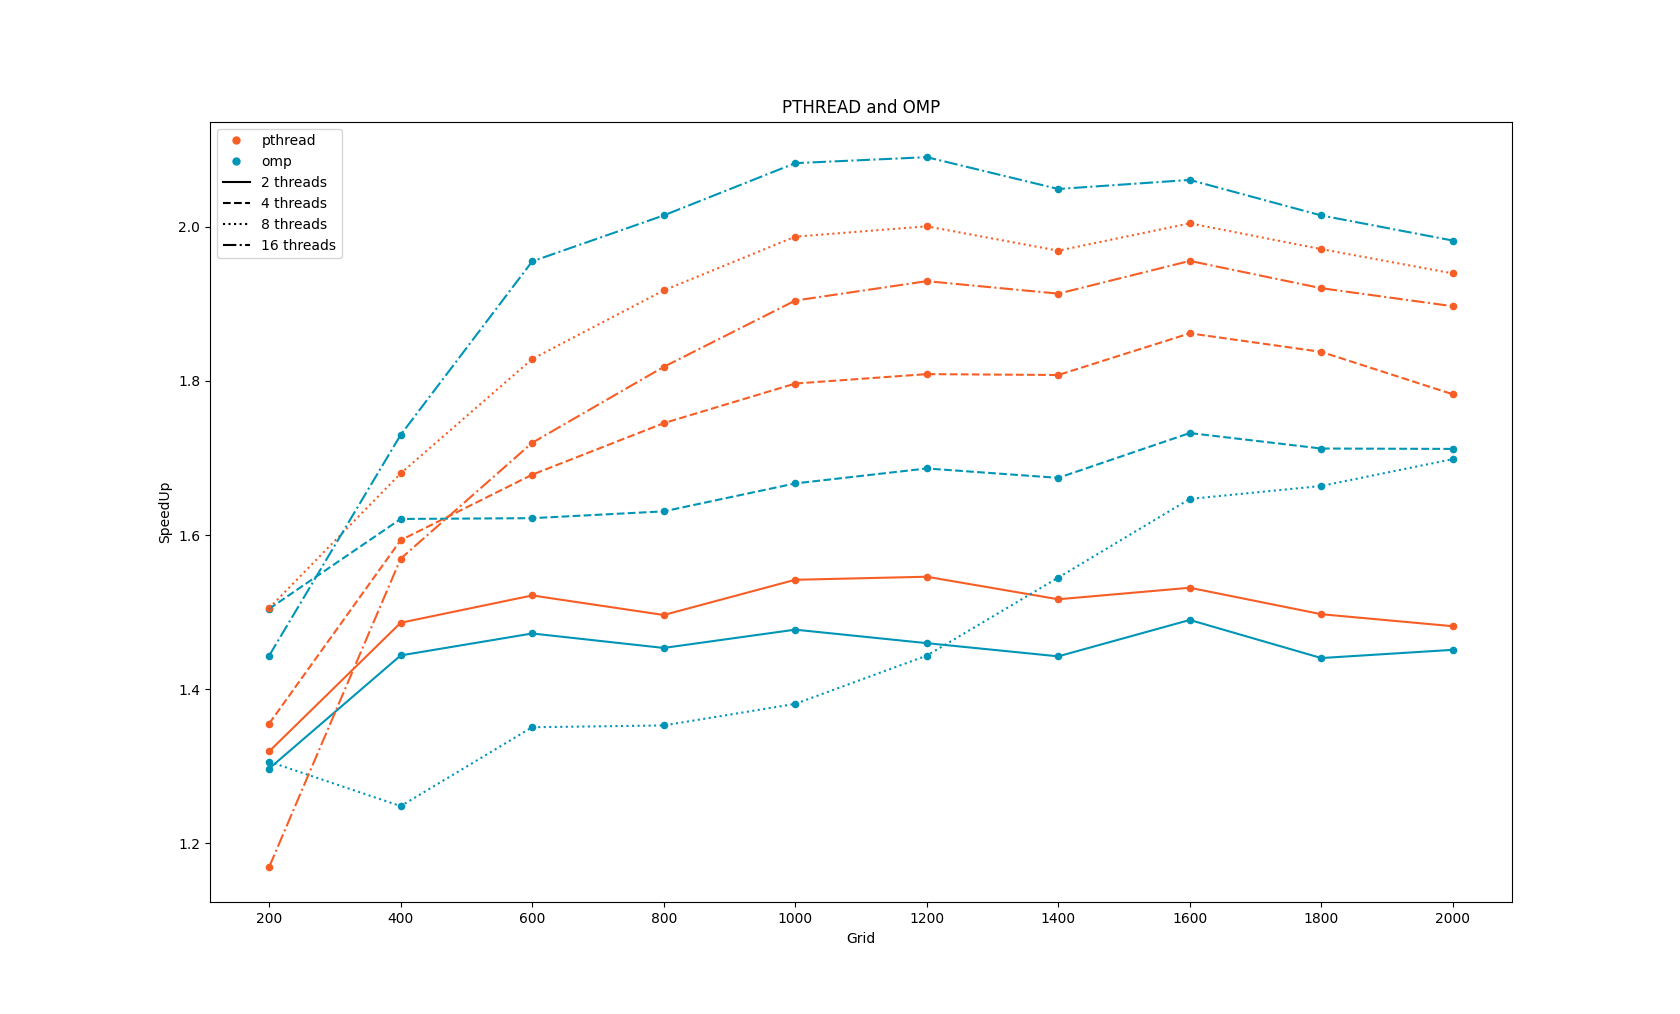 PTHREAD and OMP
pthread
omp
2 threads
4 threads
8 threads
16 threads
2.0
1.8
1.6
1.4
1.2
SpeedUp
200 400 600 800 1000 1200 1400 1600 1800 2000
Grid